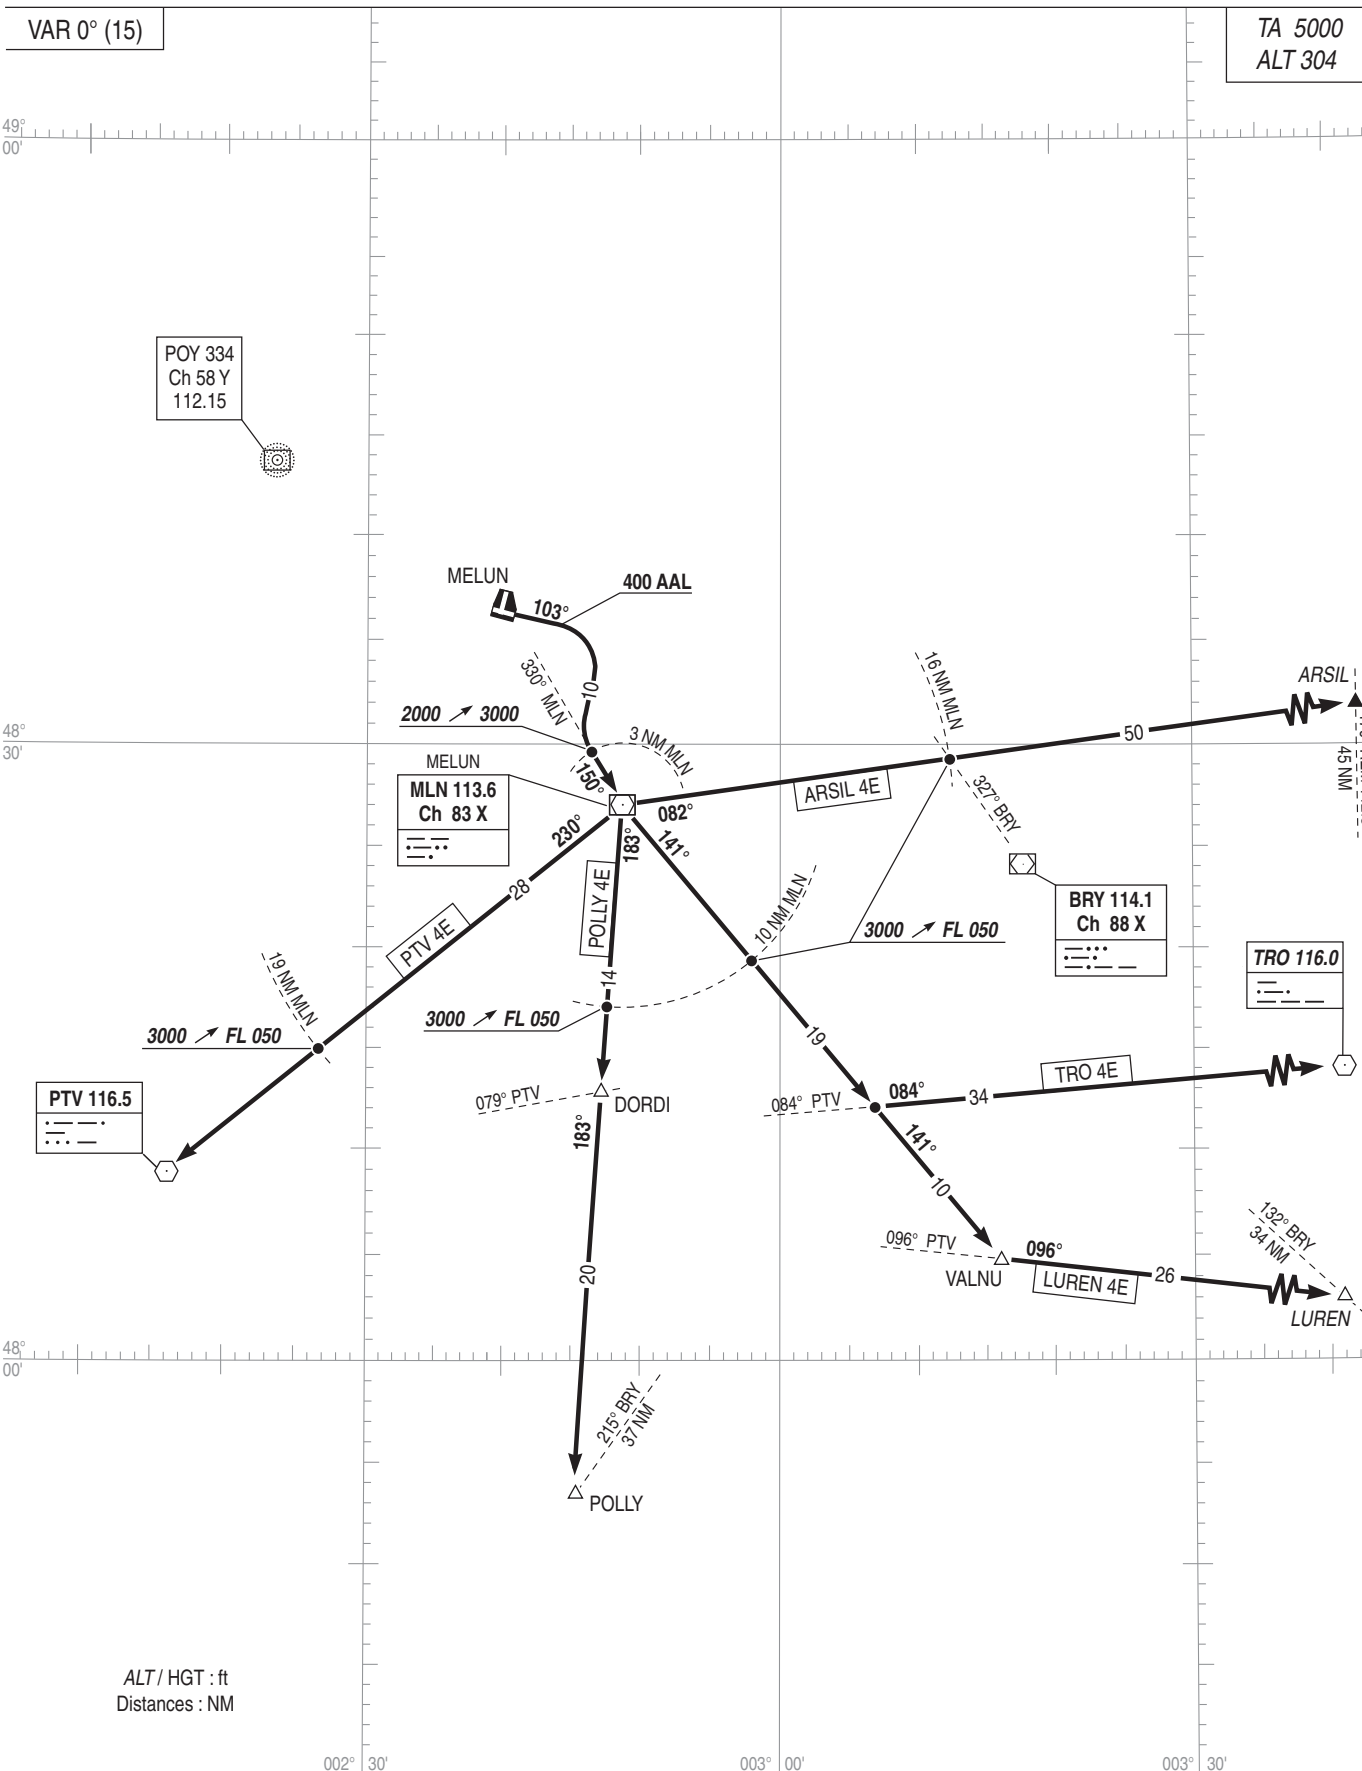 VAR 0° (15)
TA 5000
ALT 304
49°
00'
POY 334
Ch 58 Y
112.15
MELUN
103°
400 AAL
330° MLN
10
16 NM MLN
ARSIL
2000 3000
3 NM MLN
50
48°
30'
45 NM
MELUN
MLN 113.6
Ch 83 X
150°
ARSIL 4E
082°
327° BRY
230°
183°
141°
28
POLLY 4E
10 NM MLN
BRY 114.1
Ch 88 X
PTV 4E
3000 FL 050
TRO 116.0
19 NM MLN
14
3000 FL 050
3000 FL 050
19
TRO 4E
PTV 116.5
079° PTV
DORDI
084° PTV
084°
34
183°
141°
10
132° BRY
34 NM
096° PTV
096°
VALNU
LUREN 4E
26
20
LUREN
48°
00'
215° BRY
37 NM
POLLY
ALT / HGT : ft
Distances : NM
002° 30'
003° 00'
003° 30'